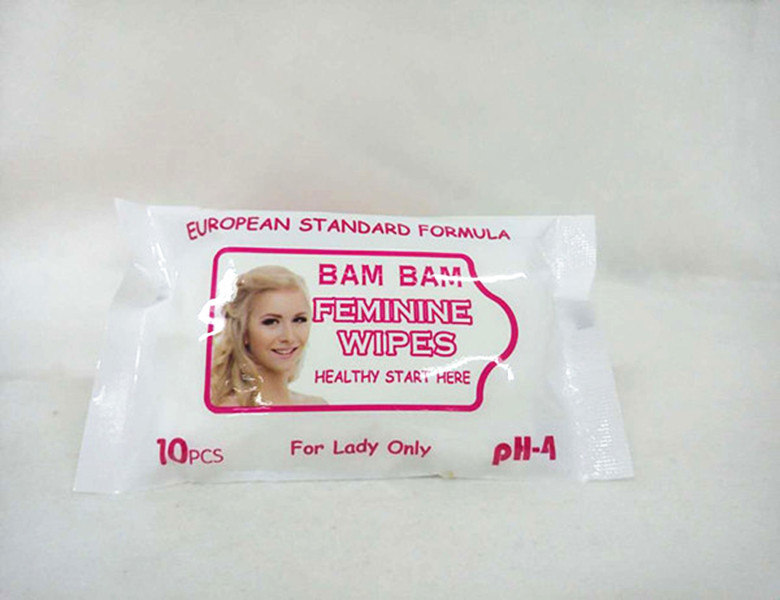 EUROPEAN STANDARD FORMULA
BAM BAM
FEMININE
WIPES
HEALTHY START HERE
10PCS
For Lady Only
pH-4